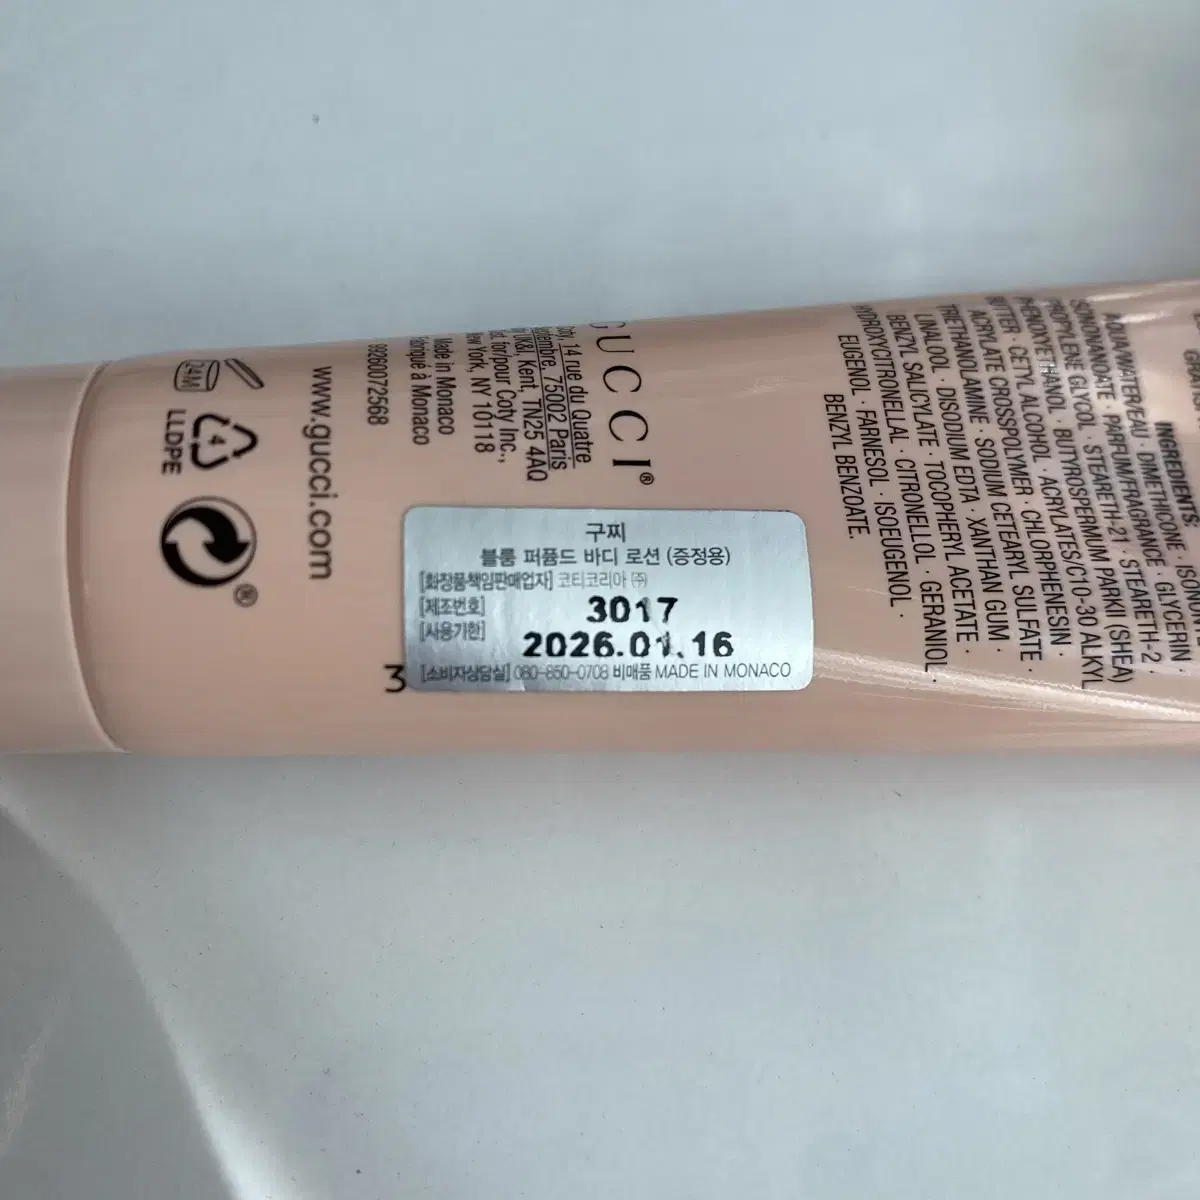 구찌
블룸 퍼퓸드 바디 로션 (증정용)
[화장품책임판매업자] 코티코리아 ㈜
[제조번호] 3017
[사용기한] 2026.01.16
[소비자상담실] 080-850-0708 비매품 MADE IN MONACO
3
GUCCI®
Coty, 14 rue du Quatre
Septembre, 75002 Paris
UK&I, Kent, TN25 4AQ
Dist. for/pour Coty Inc.,
New York, NY 10118
Made in Monaco
Fabriqué à Monaco
99260072568
www.gucci.com
24M
4
LLDPE
®
INGREDIENTS:
AQUA/WATER/EAU · DIMETHICONE · ISONONYL
ISONONANOATE · PARFUM/FRAGRANCE · GLYCERIN ·
PROPYLENE GLYCOL · STEARETH-21 · STEARETH-2 ·
PHENOXYETHANOL · BUTYROSPERMUM PARKII (SHEA)
BUTTER · CETYL ALCOHOL · ACRYLATES/C10-30 ALKYL
ACRYLATE CROSSPOLYMER · CHLORPHENESIN ·
TRIETHANOLAMINE · SODIUM CETEARYL SULFATE ·
LINALOOL · DISODIUM EDTA · XANTHAN GUM ·
BENZYL SALICYLATE · TOCOPHERYL ACETATE ·
HYDROXYCITRONELLAL · CITRONELLOL · GERANIOL ·
EUGENOL · FARNESOL · ISOEUGENOL ·
BENZYL BENZOATE.